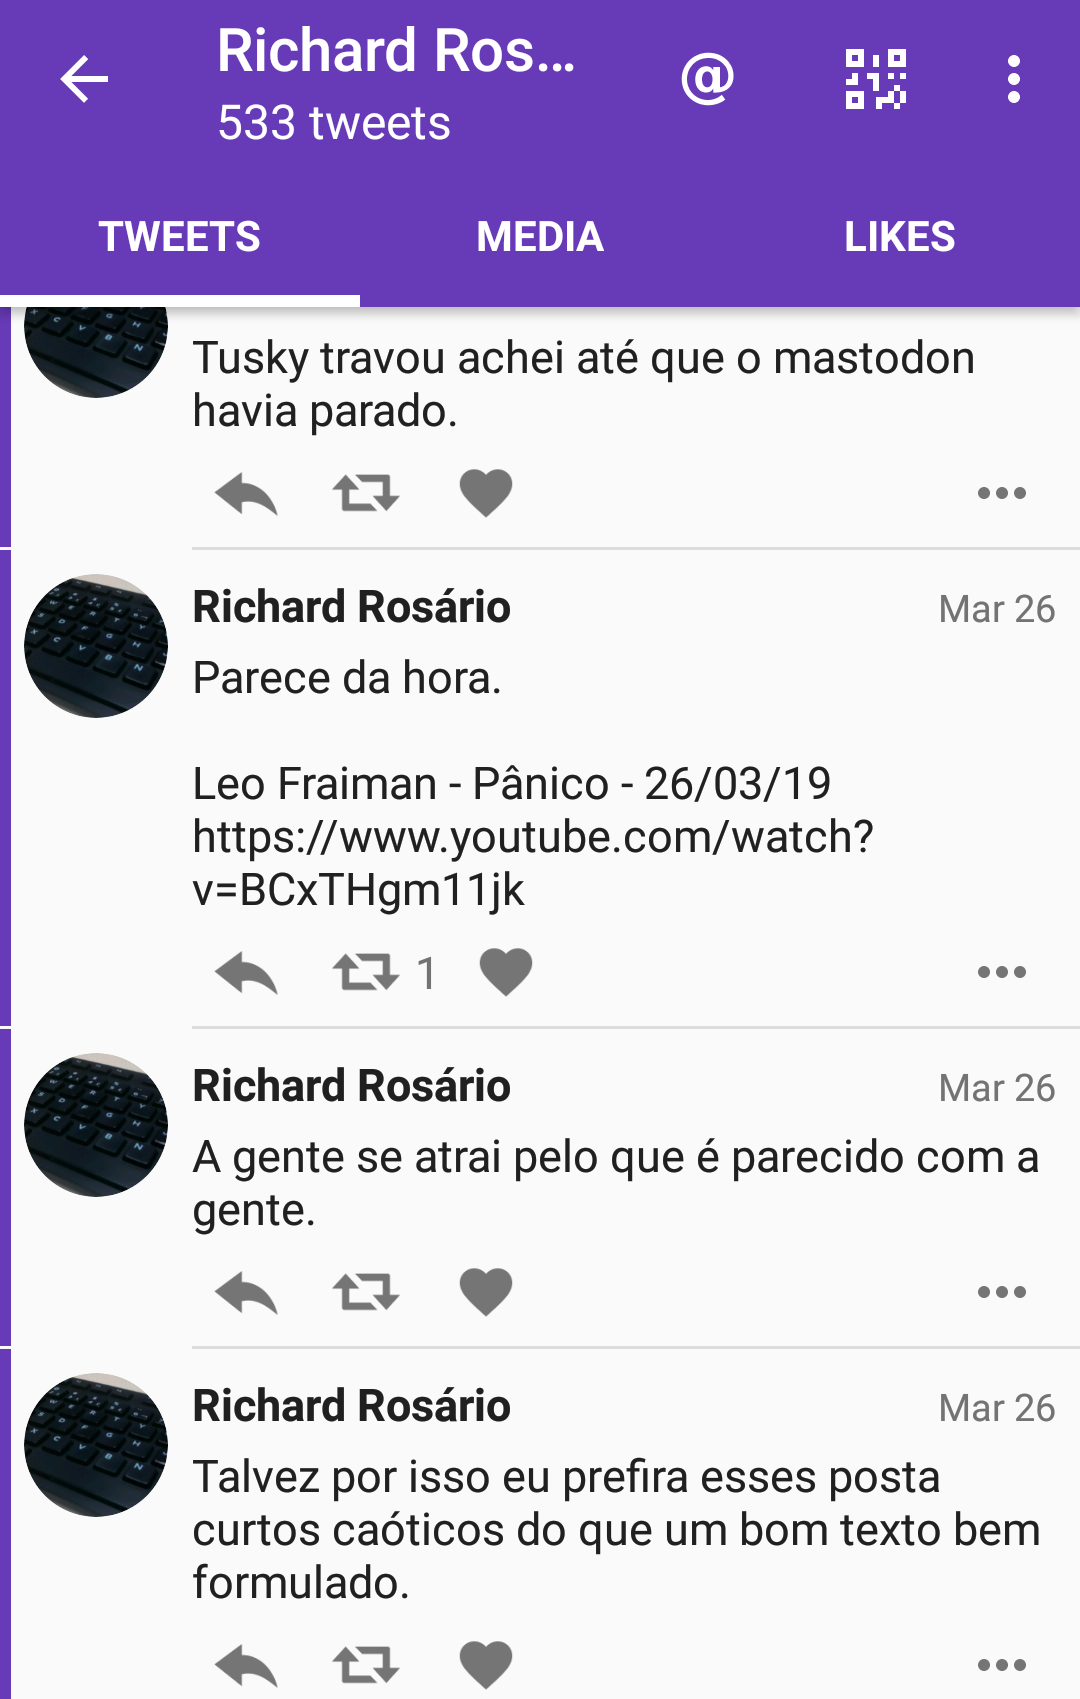 Richard Ros...
533 tweets
@
TWEETS
MEDIA
LIKES
Tusky travou achei até que o mastodon
havia parado.
Richard Rosário
Mar 26
Parece da hora.
Leo Fraiman - Pânico - 26/03/19
https://www.youtube.com/watch?
v=BCxTHgm11jk
1
Richard Rosário
Mar 26
A gente se atrai pelo que é parecido com a
gente.
Richard Rosário
Mar 26
Talvez por isso eu prefira esses posta
curtos caóticos do que um bom texto bem
formulado.